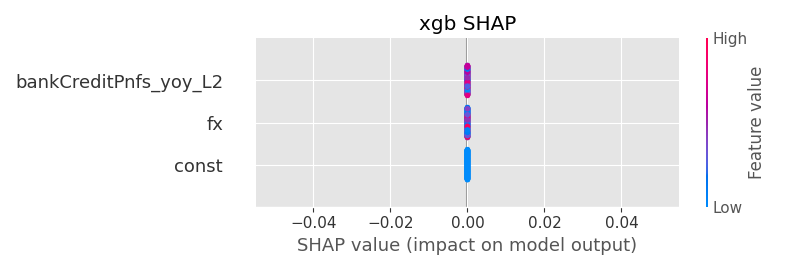 xgb SHAP
High
bankCreditPnfs_yoy_L2
fx
const
Feature value
Low
−0.04 −0.02 0.00 0.02 0.04
SHAP value (impact on model output)